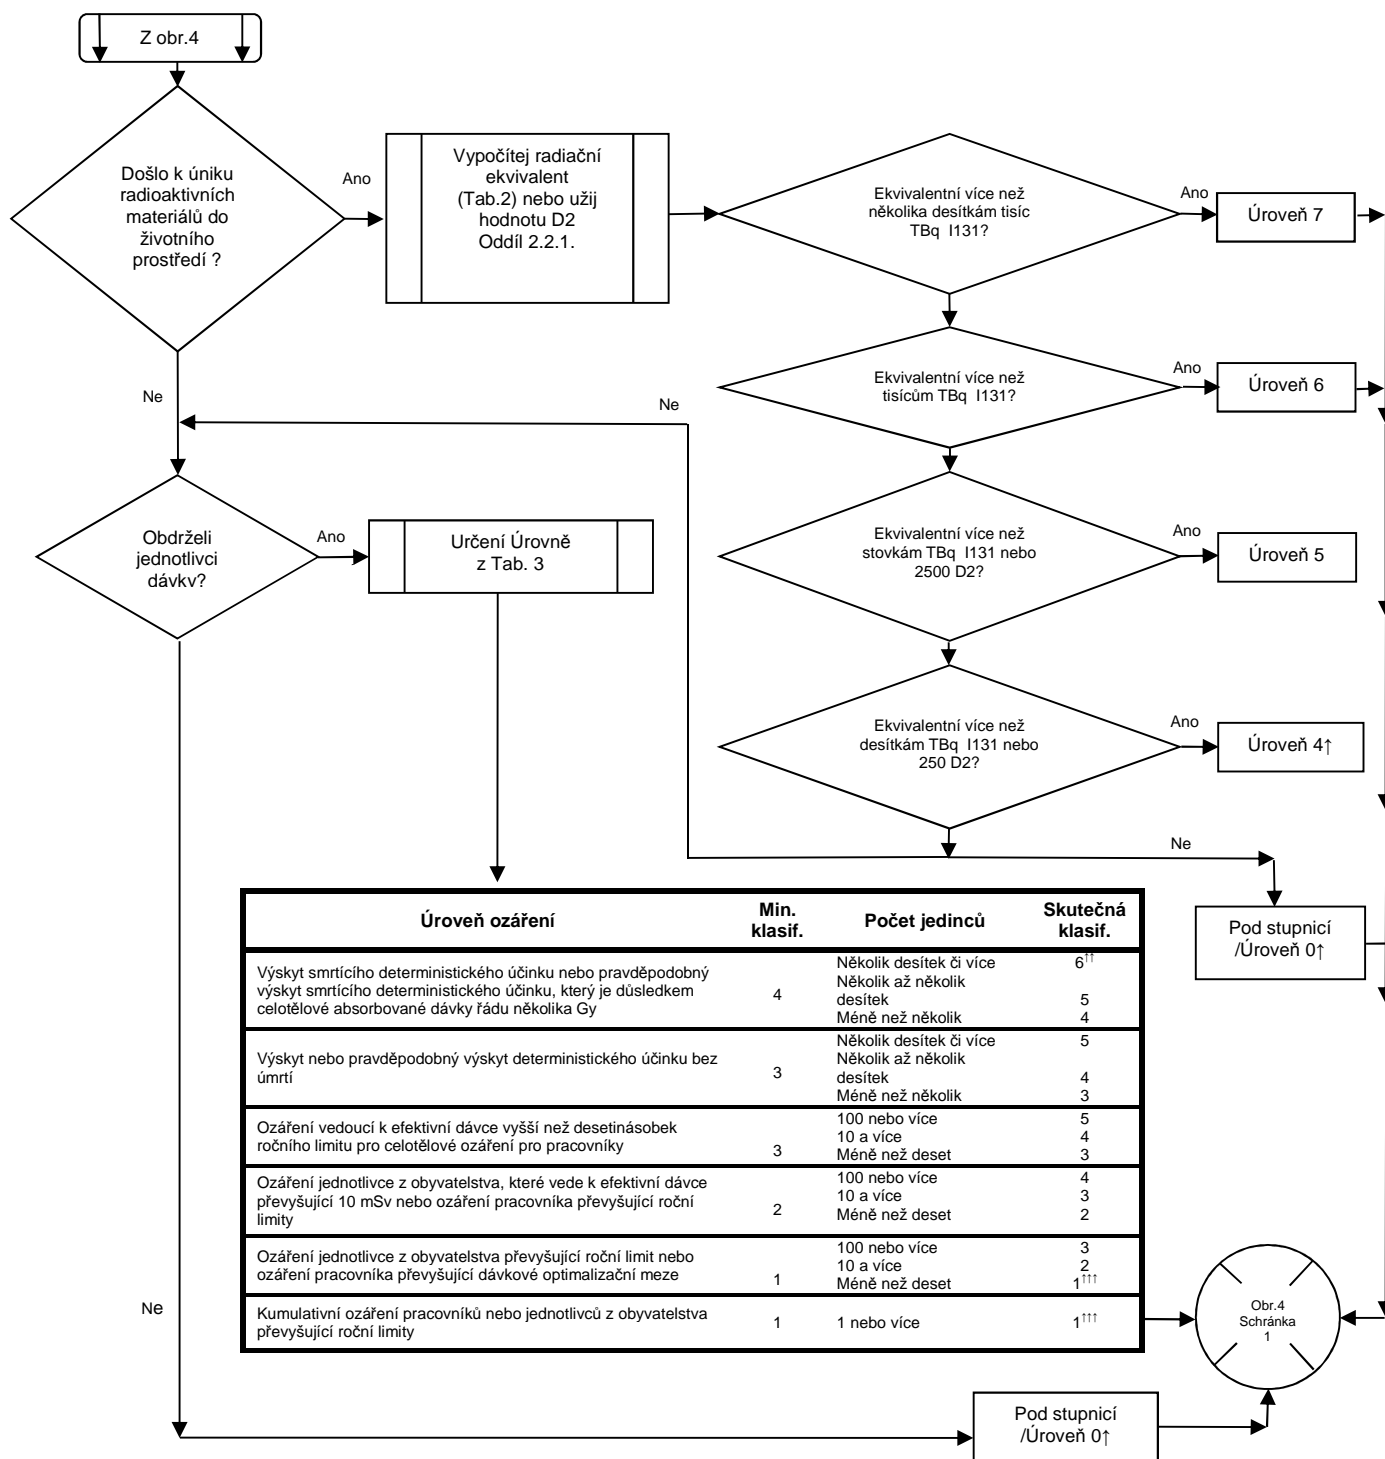 Z obr.4
Došlo k úniku
radioaktivních
materiálů do
životního
prostředí ?
Ano
Vypočítej radiační
ekvivalent
(Tab.2) nebo užij
hodnotu D2
Oddíl 2.2.1.
Ekvivalentní více než
několika desítkám tisíc
TBq I131?
Ano
Úroveň 7
Ekvivalentní více než
tisícům TBq I131?
Ano
Úroveň 6
Ne
Ne
Obdrželi
jednotlivci
dávkv?
Ano
Určení Úrovně
z Tab. 3
Ekvivalentní více než
stovkám TBq I131 nebo
2500 D2?
Ano
Úroveň 5
Ekvivalentní více než
desítkám TBq I131 nebo
250 D2?
Ano
Úroveň 4↑
Ne
Pod stupnicí
/Úroveň 0↑
Úroveň ozáření Min. klasif. Počet jedinců Skutečná klasif.
Výskyt smrtícího deterministického účinku nebo pravděpodobný
výskyt smrtícího deterministického účinku, který je důsledkem
celotělové absorbované dávky řádu několika Gy
4
Několik desítek či více 6↑↑
Několik až několik
desítek 5
Méně než několik 4
Výskyt nebo pravděpodobný výskyt deterministického účinku bez
úmrtí
3
Několik desítek či více 5
Několik až několik
desítek 4
Méně než několik 3
Ozáření vedoucí k efektivní dávce vyšší než desetinásobek
ročního limitu pro celotělové ozáření pro pracovníky
3
100 nebo více 5
10 a více 4
Méně než deset 3
Ozáření jednotlivce z obyvatelstva, které vede k efektivní dávce
převyšující 10 mSv nebo ozáření pracovníka převyšující roční
limity
2
100 nebo více 4
10 a více 3
Méně než deset 2
Ozáření jednotlivce z obyvatelstva převyšující roční limit nebo
ozáření pracovníka převyšující dávkové optimalizační meze
1
100 nebo více 3
10 a více 2
Méně než deset 1↑↑↑
Kumulativní ozáření pracovníků nebo jednotlivců z obyvatelstva
převyšující roční limity
1
1 nebo více 1↑↑↑
Ne
Obr.4
Schránka
1
Pod stupnicí
/Úroveň 0↑